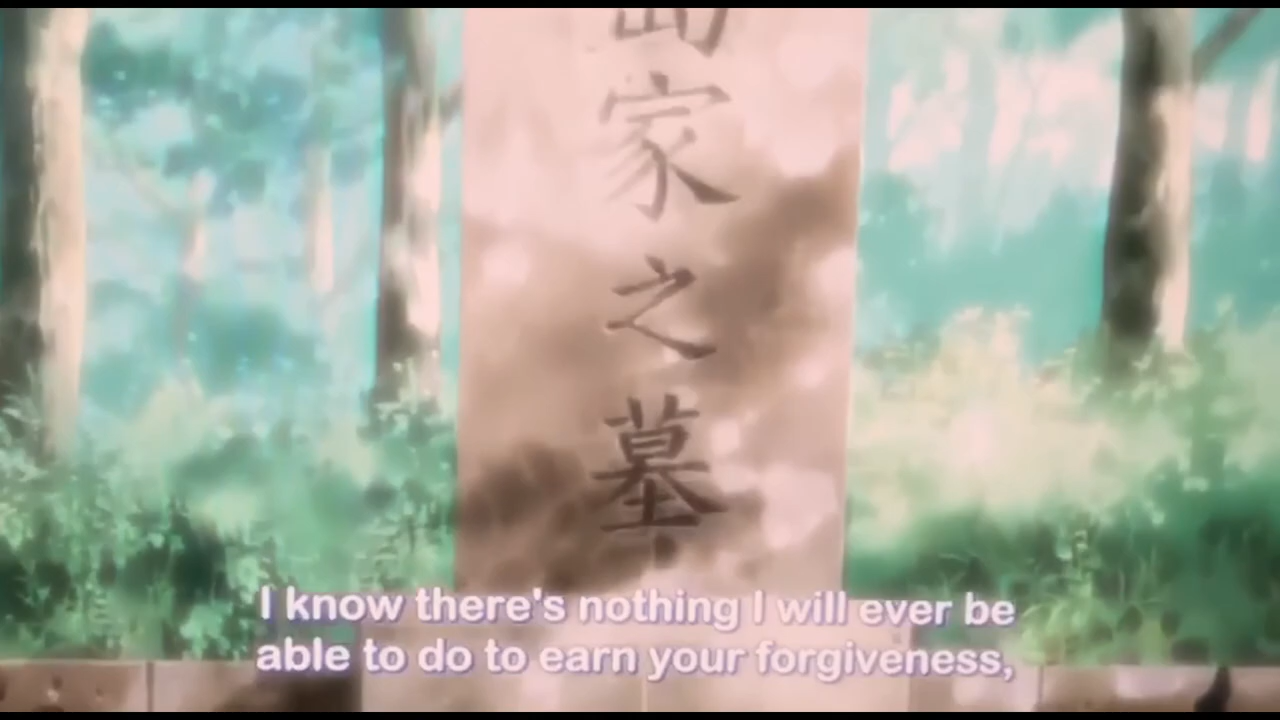 家之墓
I know there's nothing I will ever be
able to do to earn your forgiveness,